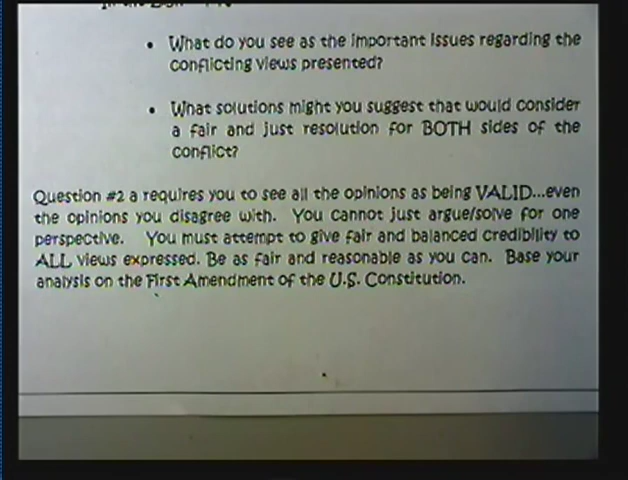 • What do you see as the important issues regarding the
conflicting views presented?
• What solutions might you suggest that would consider
a fair and just resolution for BOTH sides of the
conflict?
Question #2 a requires you to see all the opinions as being VALID...even
the opinions you disagree with. You cannot just argue/solve for one
perspective. You must attempt to give fair and balanced credibility to
ALL views expressed. Be as fair and reasonable as you can. Base your
analysis on the First Amendment of the U.S. Constitution.